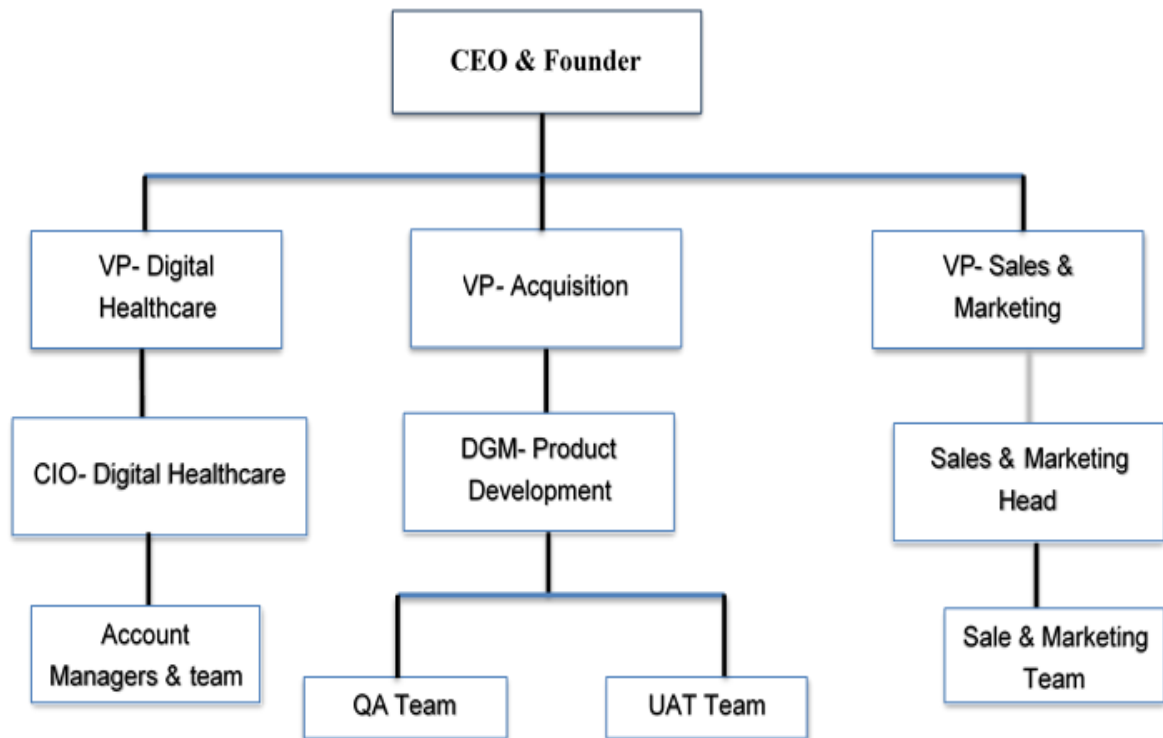 CEO & Founder
VP- Digital
Healthcare
VP- Acquisition
VP- Sales &
Marketing
CIO- Digital Healthcare
DGM- Product
Development
Sales & Marketing
Head
Account
Managers & team
QA Team
UAT Team
Sale & Marketing
Team